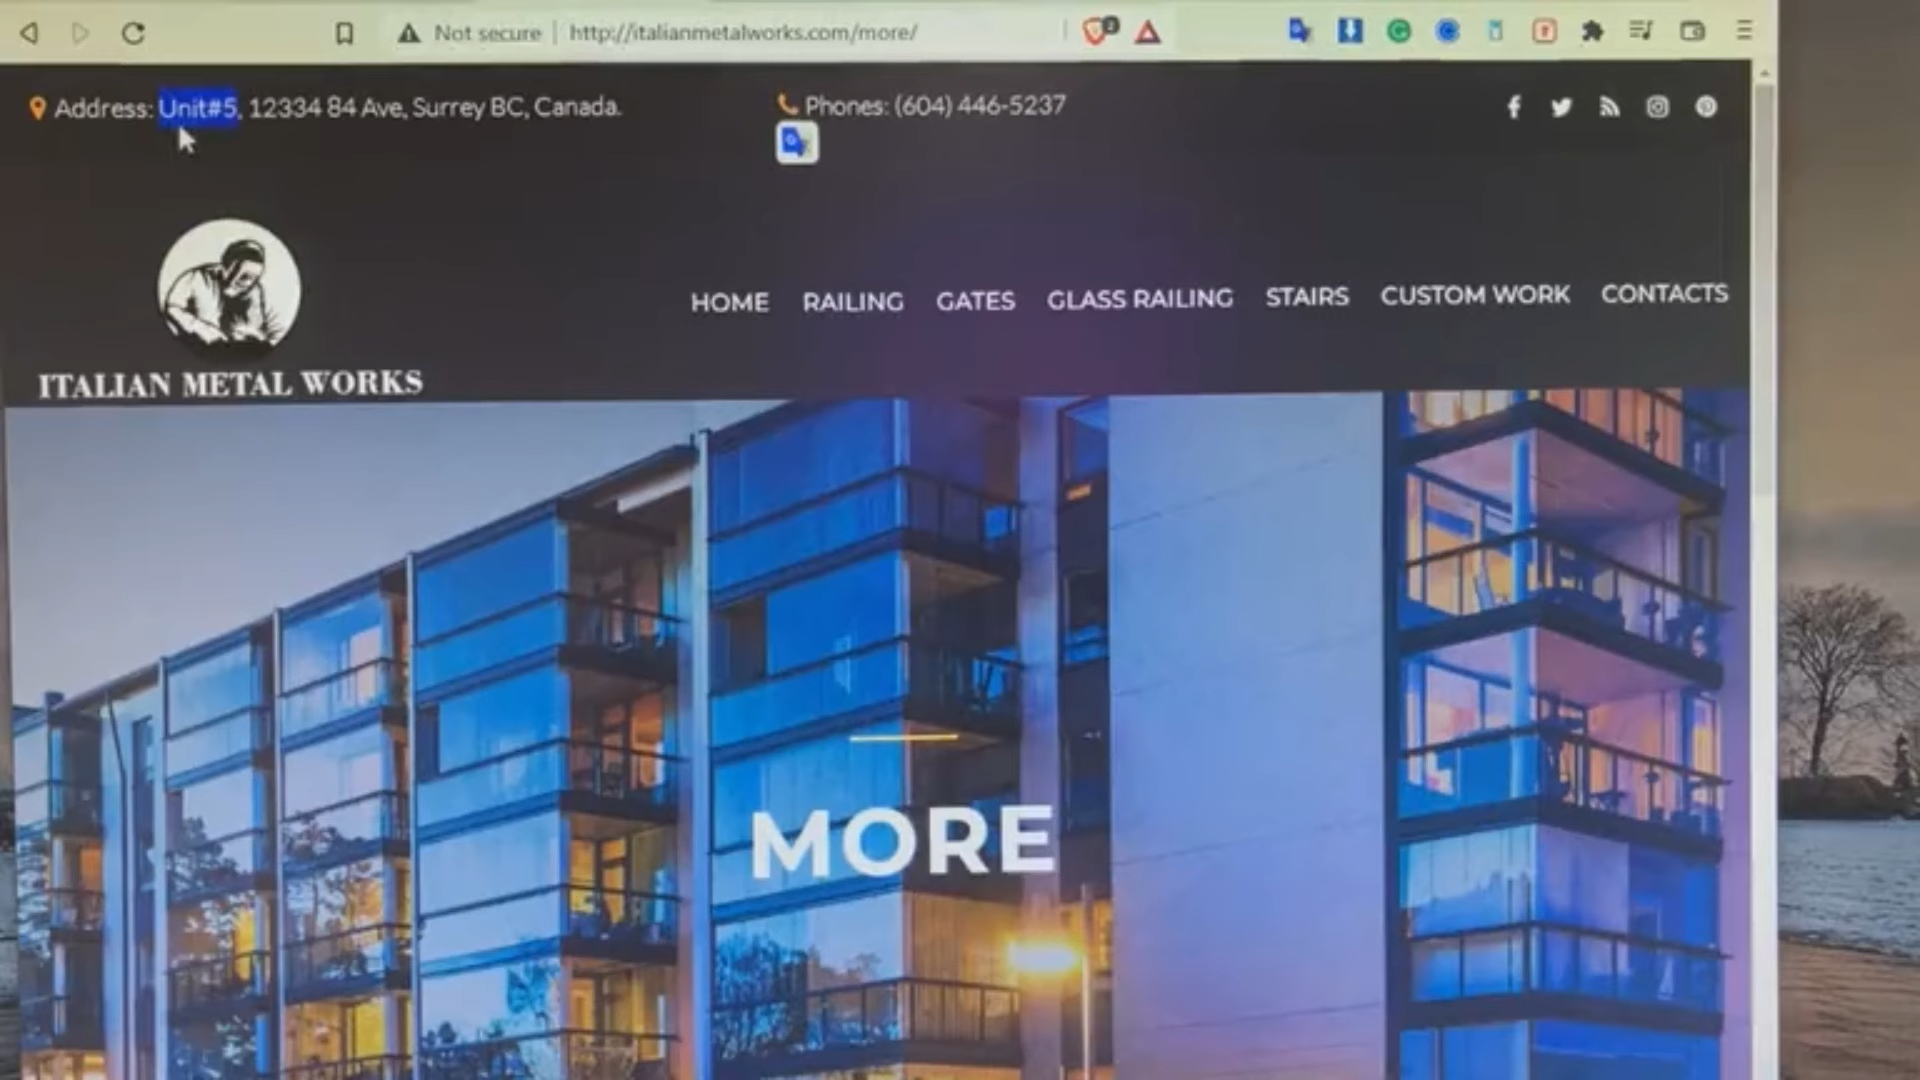 Not secure | http://italianmetalworks.com/more/
2
Address: Unit#5, 12334 84 Ave, Surrey BC, Canada.
Phones: (604) 446-5237
HOME RAILING GATES GLASS RAILING STAIRS CUSTOM WORK CONTACTS
ITALIAN METAL WORKS
MORE